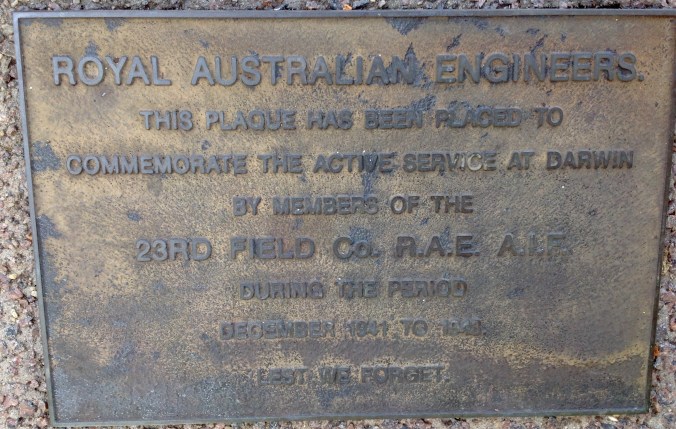 ROYAL AUSTRALIAN ENGINEERS.
THIS PLAQUE HAS BEEN PLACED TO
COMMEMORATE THE ACTIVE SERVICE AT DARWIN
BY MEMBERS OF THE
23RD FIELD Co. R.A.E. A.I.F.
DURING THE PERIOD
DECEMBER 1941 TO
LEST WE FORGET.